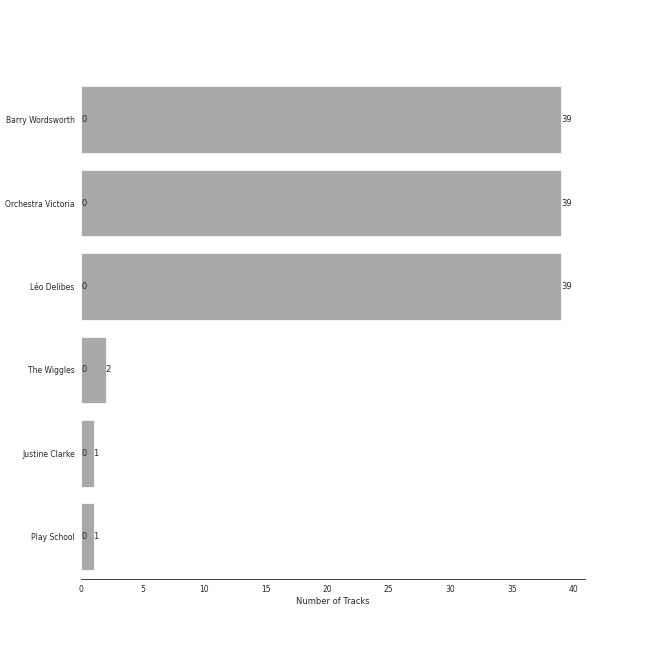 Barry Wordsworth 0 39
Orchestra Victoria 0 39
Léo Delibes 0 39
The Wiggles 0 2
Justine Clarke 0 1
Play School 0 1
0 5 10 15 20 25 30 35 40
Number of Tracks